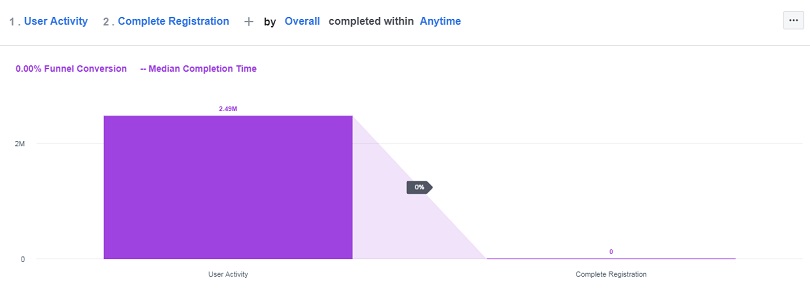 1 . User Activity 2 . Complete Registration + by Overall completed within Anytime
...
0.00% Funnel Conversion -- Median Completion Time
2.49M
2M
0%
0
0
User Activity Complete Registration